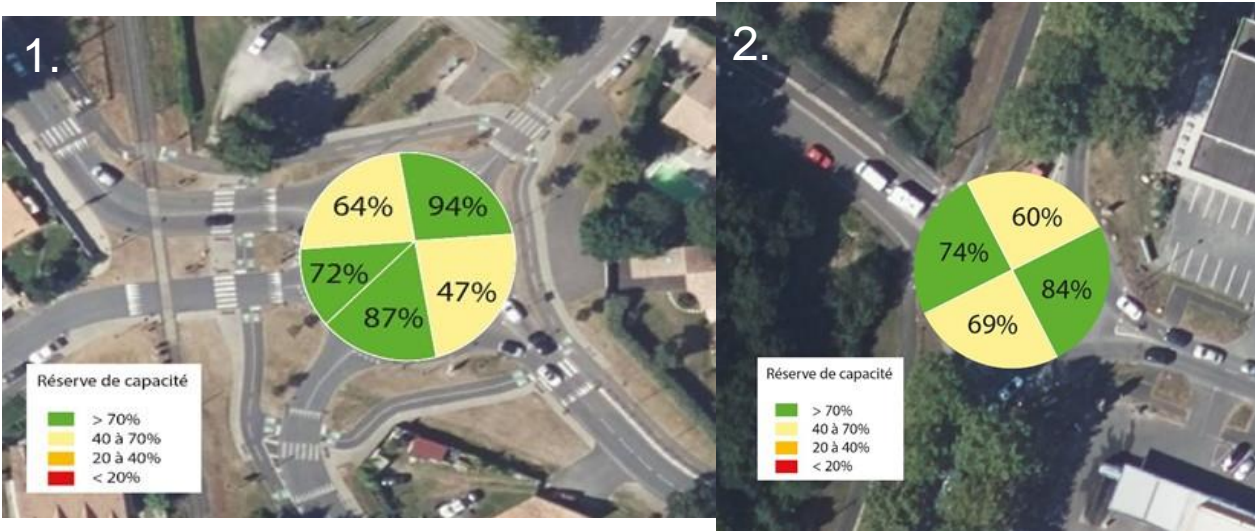 1.
64%
94%
72%
47%
87%
Réserve de capacité
> 70%
40 à 70%
20 à 40%
< 20%
2.
60%
74%
84%
69%
Réserve de capacité
> 70%
40 à 70%
20 à 40%
< 20%